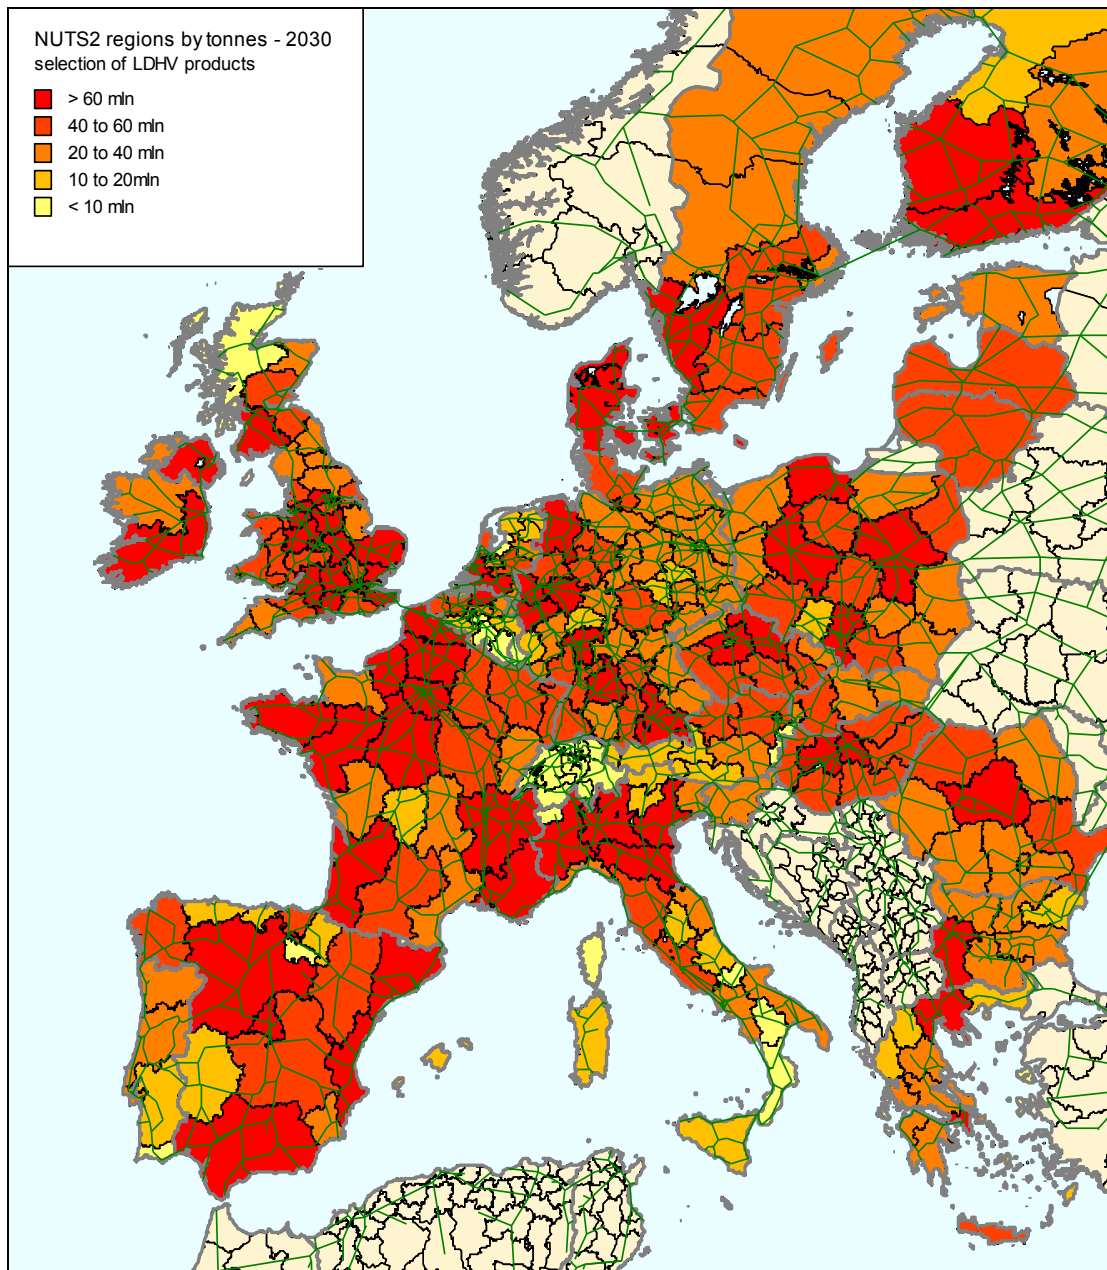 NUTS2 regions by tonnes - 2030
selection of LDHV products
> 60 mln
40 to 60 mln
20 to 40 mln
10 to 20mln
< 10 mln